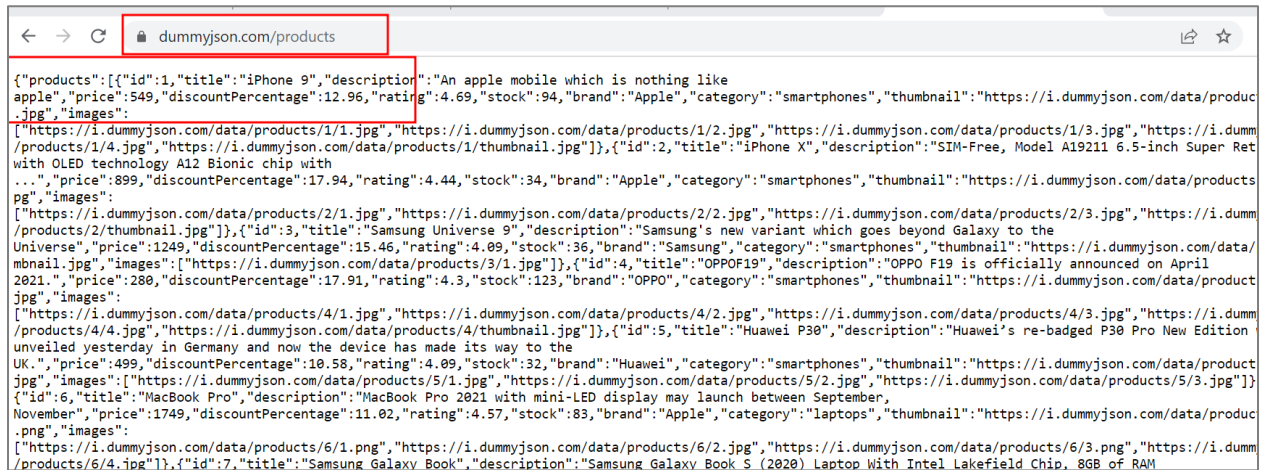 dummyjson.com/products
{"products":[{"id":1,"title":"iPhone 9","description":"An apple mobile which is nothing like
apple","price":549,"discountPercentage":12.96,"rating":4.69,"stock":94,"brand":"Apple","category":"smartphones","thumbnail":"https://i.dummyjson.com/data/produc
.jpg","images":
["https://i.dummyjson.com/data/products/1/1.jpg","https://i.dummyjson.com/data/products/1/2.jpg","https://i.dummyjson.com/data/products/1/3.jpg","https://i.dumm
/products/1/4.jpg","https://i.dummyjson.com/data/products/1/thumbnail.jpg"]},{"id":2,"title":"iPhone X","description":"SIM-Free, Model A19211 6.5-inch Super Ret
with OLED technology A12 Bionic chip with
...","price":899,"discountPercentage":17.94,"rating":4.44,"stock":34,"brand":"Apple","category":"smartphones","thumbnail":"https://i.dummyjson.com/data/products
pg","images":
["https://i.dummyjson.com/data/products/2/1.jpg","https://i.dummyjson.com/data/products/2/2.jpg","https://i.dummyjson.com/data/products/2/3.jpg","https://i.dumm
/products/2/thumbnail.jpg"]},{"id":3,"title":"Samsung Universe 9","description":"Samsung's new variant which goes beyond Galaxy to the
Universe","price":1249,"discountPercentage":15.46,"rating":4.09,"stock":36,"brand":"Samsung","category":"smartphones","thumbnail":"https://i.dummyjson.com/data/
mbnail.jpg","images":["https://i.dummyjson.com/data/products/3/1.jpg"]},{"id":4,"title":"OPPOF19","description":"OPPO F19 is officially announced on April
2021.","price":280,"discountPercentage":17.91,"rating":4.3,"stock":123,"brand":"OPPO","category":"smartphones","thumbnail":"https://i.dummyjson.com/data/product
jpg","images":
["https://i.dummyjson.com/data/products/4/1.jpg","https://i.dummyjson.com/data/products/4/2.jpg","https://i.dummyjson.com/data/products/4/3.jpg","https://i.dumm
/products/4/4.jpg","https://i.dummyjson.com/data/products/4/thumbnail.jpg"]},{"id":5,"title":"Huawei P30","description":"Huawei’s re-badged P30 Pro New Edition
unveiled yesterday in Germany and now the device has made its way to the
UK.","price":499,"discountPercentage":10.58,"rating":4.09,"stock":32,"brand":"Huawei","category":"smartphones","thumbnail":"https://i.dummyjson.com/data/product
jpg","images":["https://i.dummyjson.com/data/products/5/1.jpg","https://i.dummyjson.com/data/products/5/2.jpg","https://i.dummyjson.com/data/products/5/3.jpg"]}
{"id":6,"title":"MacBook Pro","description":"MacBook Pro 2021 with mini-LED display may launch between September,
November","price":1749,"discountPercentage":11.02,"rating":4.57,"stock":83,"brand":"Apple","category":"laptops","thumbnail":"https://i.dummyjson.com/data/produc
.png","images":
["https://i.dummyjson.com/data/products/6/1.png","https://i.dummyjson.com/data/products/6/2.jpg","https://i.dummyjson.com/data/products/6/3.png","https://i.dumm
/products/6/4.jpg"]},{"id":7,"title":"Samsung Galaxy Book","description":"Samsung Galaxy Book S (2020) Laptop With Intel Lakefield Chip, 8GB of RAM